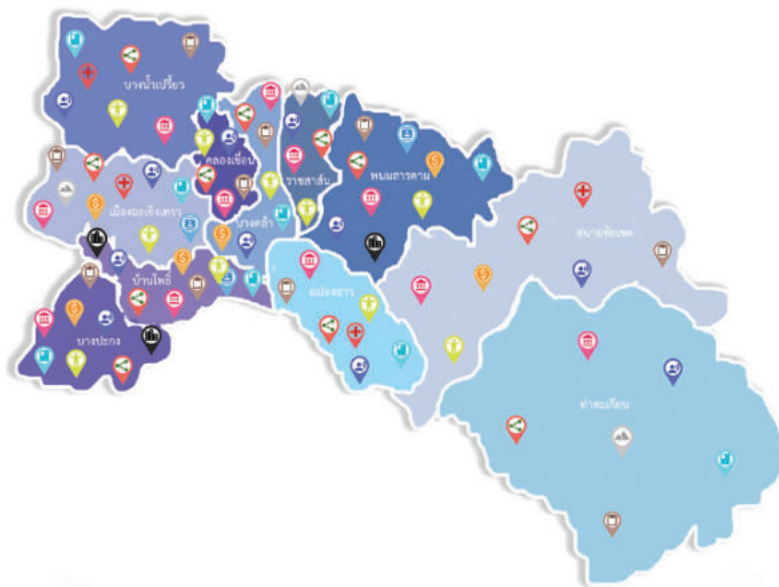 บางน้ำเปรี้ยว
คลองเขื่อน
ราชสาส์น
พนมสารคาม
เมืองฉะเชิงเทรา
บางคล้า
สนามชัยเขต
บ้านโพธิ์
แปลงยาว
บางปะกง
ท่าตะเกียบ